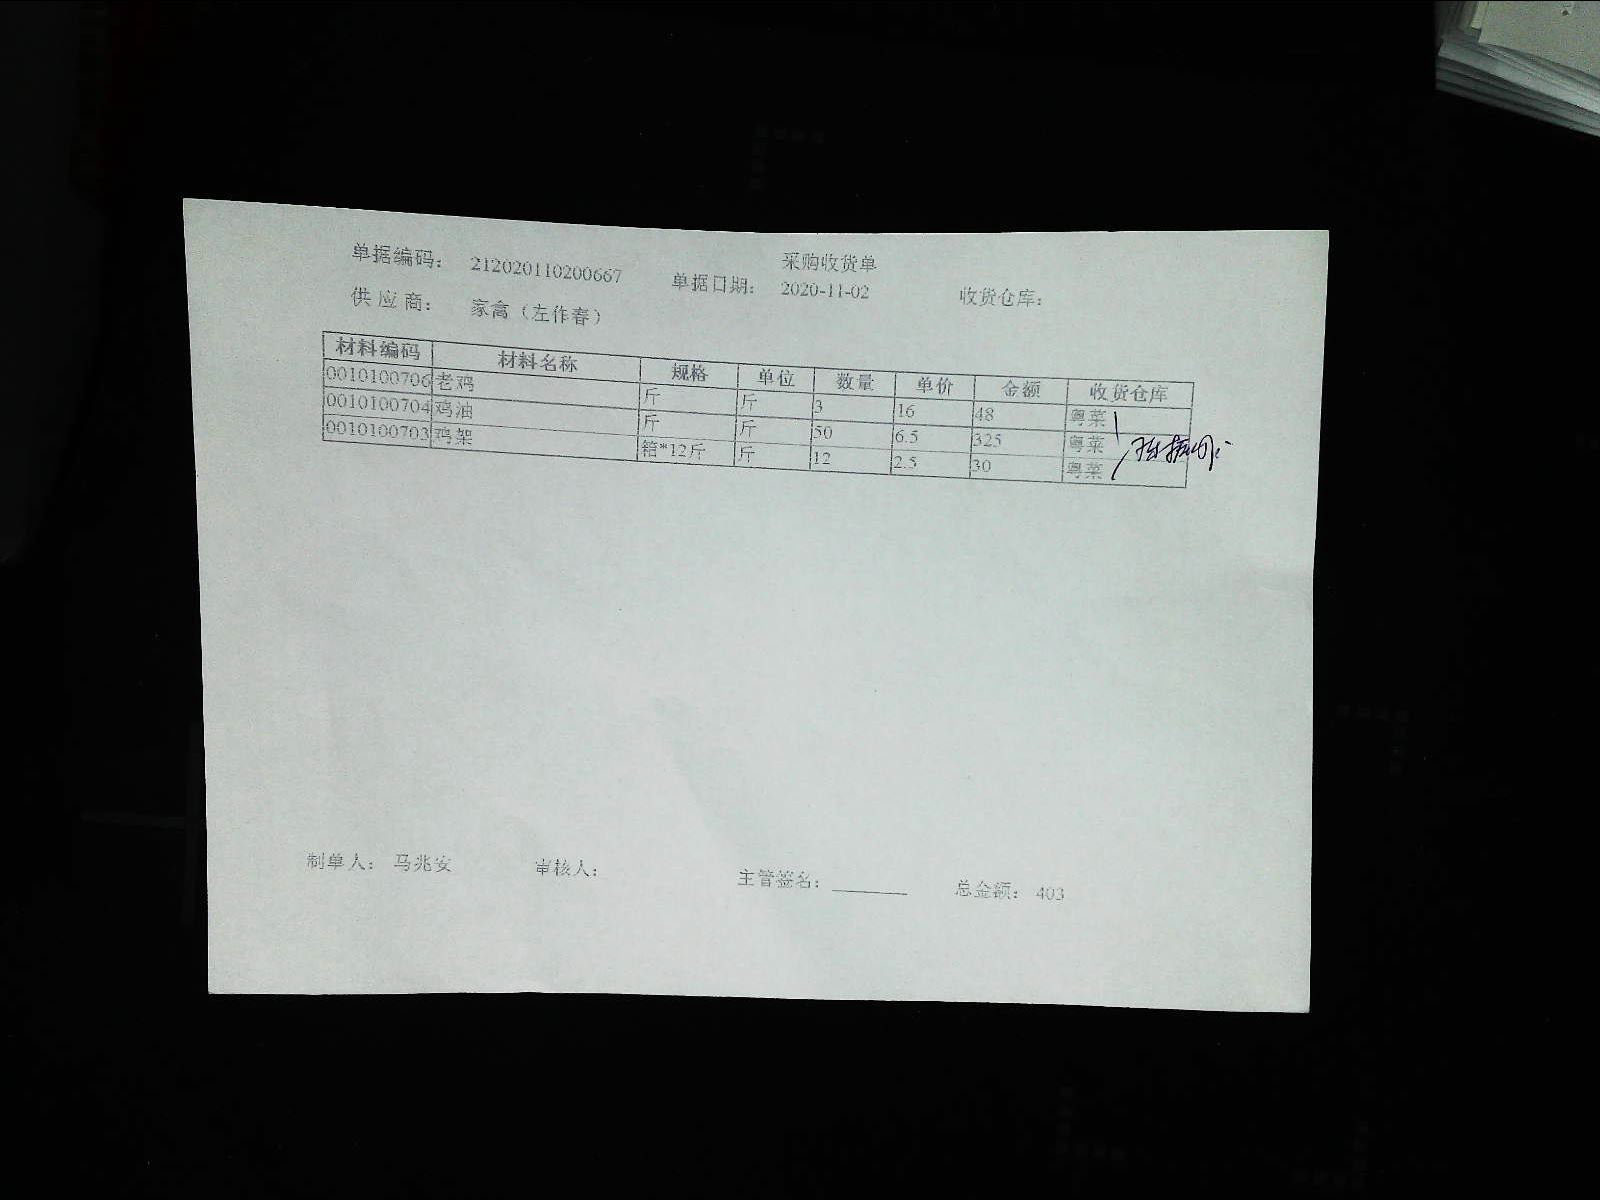 采购收货单
单据编码： 212020110200667 单据日期： 2020-11-02 收货仓库：
供应商： 家禽（左作春）
材料编码 材料名称 规格 单位 数量 单价 金额 收货仓库
0010100706 老鸡 斤 斤 3 16 48 粤菜
0010100704 鸡油 斤 斤 50 6.5 325 粤菜
0010100703 鸡架 箱*12斤 斤 12 2.5 30 粤菜
制单人： 马兆安 审核人： 主管签名： 总金额： 403